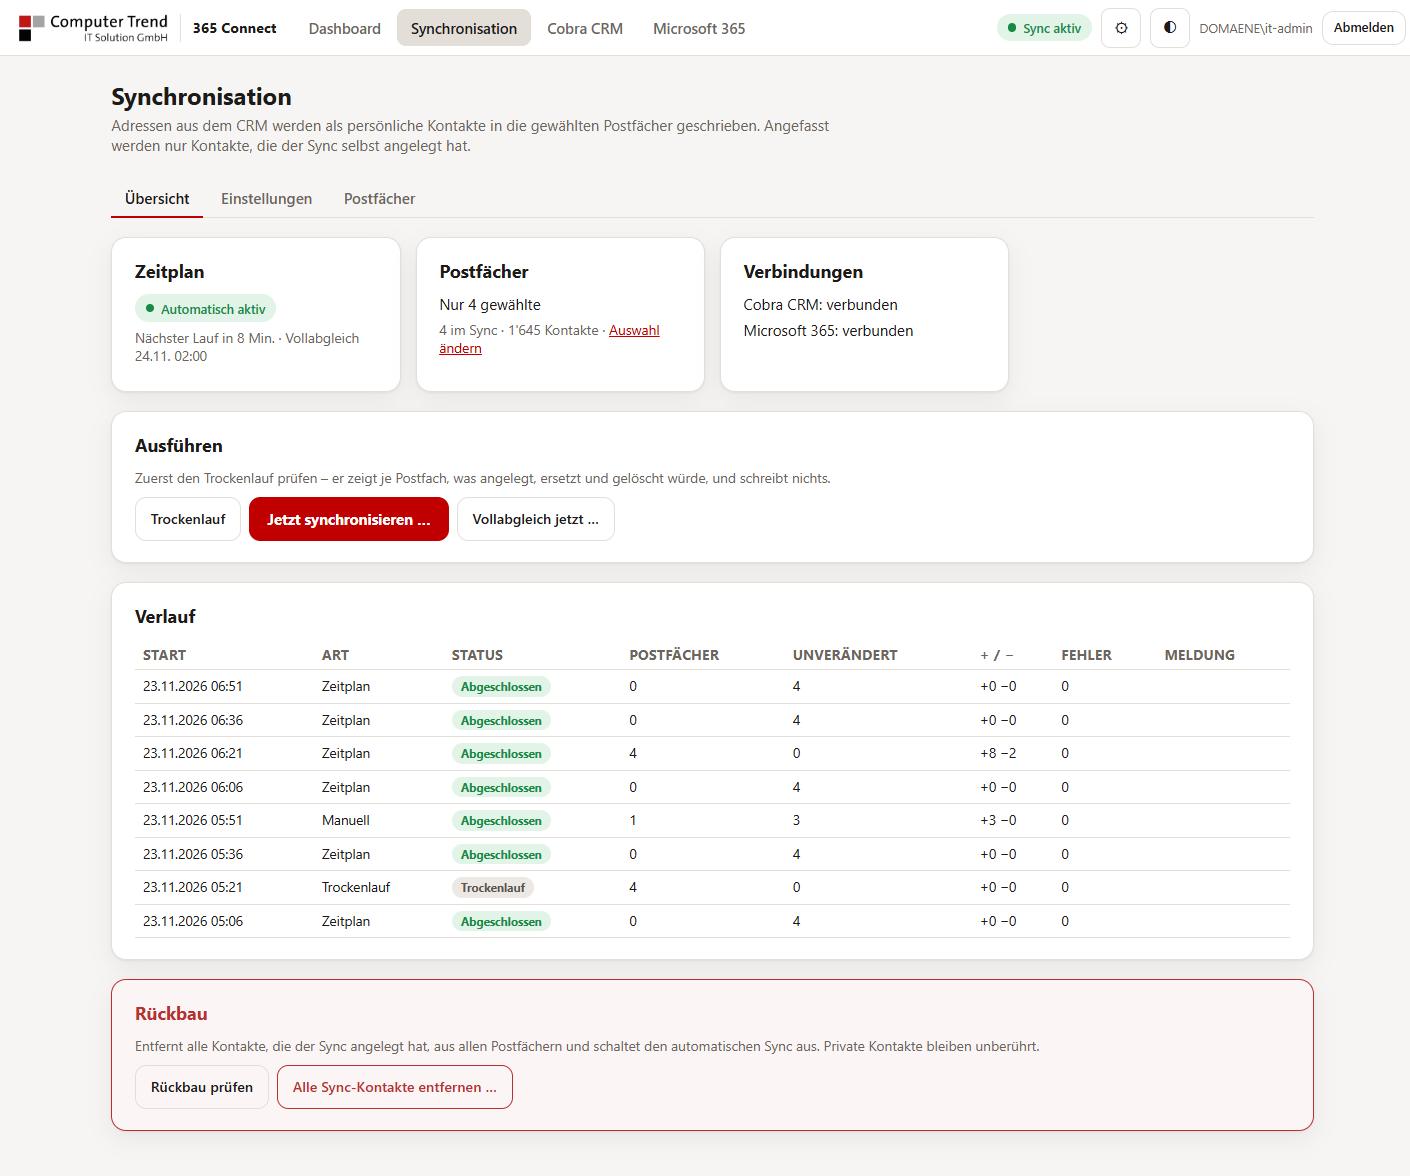 Computer Trend
IT Solution GmbH
365 Connect
Dashboard
Synchronisation
Cobra CRM
Microsoft 365
Sync aktiv
DOMAENE\it-admin
Abmelden
Synchronisation
Adressen aus dem CRM werden als persönliche Kontakte in die gewählten Postfächer geschrieben. Angefasst
werden nur Kontakte, die der Sync selbst angelegt hat.
Übersicht
Einstellungen
Postfächer
Zeitplan
Automatisch aktiv
Nächster Lauf in 8 Min. · Vollabgleich
24.11. 02:00
Postfächer
Nur 4 gewählte
4 im Sync · 1'645 Kontakte · Auswahl
ändern
Verbindungen
Cobra CRM: verbunden
Microsoft 365: verbunden
Ausführen
Zuerst den Trockenlauf prüfen – er zeigt je Postfach, was angelegt, ersetzt und gelöscht würde, und schreibt nichts.
Trockenlauf
Jetzt synchronisieren ...
Vollabgleich jetzt ...
Verlauf
START ART STATUS POSTFÄCHER UNVERÄNDERT + / − FEHLER MELDUNG
23.11.2026 06:51 Zeitplan Abgeschlossen 0 4 +0 −0 0
23.11.2026 06:36 Zeitplan Abgeschlossen 0 4 +0 −0 0
23.11.2026 06:21 Zeitplan Abgeschlossen 4 0 +8 −2 0
23.11.2026 06:06 Zeitplan Abgeschlossen 0 4 +0 −0 0
23.11.2026 05:51 Manuell Abgeschlossen 1 3 +3 −0 0
23.11.2026 05:36 Zeitplan Abgeschlossen 0 4 +0 −0 0
23.11.2026 05:21 Trockenlauf Trockenlauf 4 0 +0 −0 0
23.11.2026 05:06 Zeitplan Abgeschlossen 0 4 +0 −0 0
Rückbau
Entfernt alle Kontakte, die der Sync angelegt hat, aus allen Postfächern und schaltet den automatischen Sync aus. Private Kontakte bleiben unberührt.
Rückbau prüfen
Alle Sync-Kontakte entfernen ...